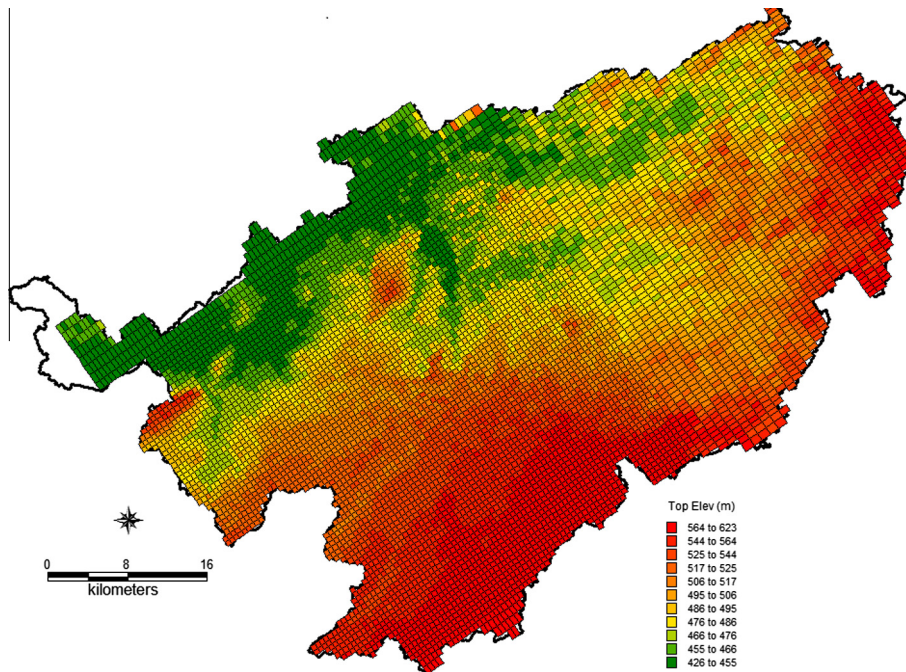 0 8 16
kilometers
Top Elev (m)
564 to 623
544 to 564
525 to 544
517 to 525
506 to 517
495 to 506
486 to 495
476 to 486
466 to 476
455 to 466
426 to 455